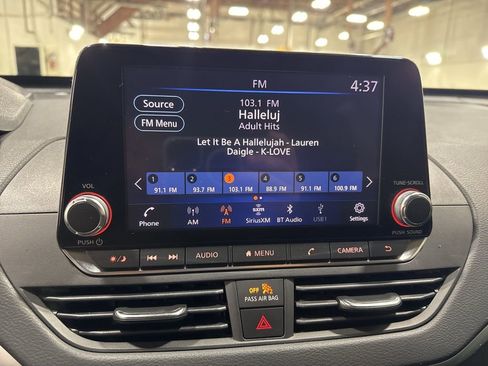 FM
4:37
Source
103.1 FM
Halleluj
FM Menu
Adult Hits
Let It Be A Hallelujah - Lauren
Daigle - K-LOVE
1 2 3 4 5 6
91.1 FM 93.7 FM 103.1 FM 88.9 FM 91.1 FM 100.9 FM
VOL
TUNE·SCROLL
Phone AM FM SiriusXM BT Audio USB1 Settings
PUSH
PUSH SOUND
AUDIO MENU CAMERA
OFF
PASS AIR BAG